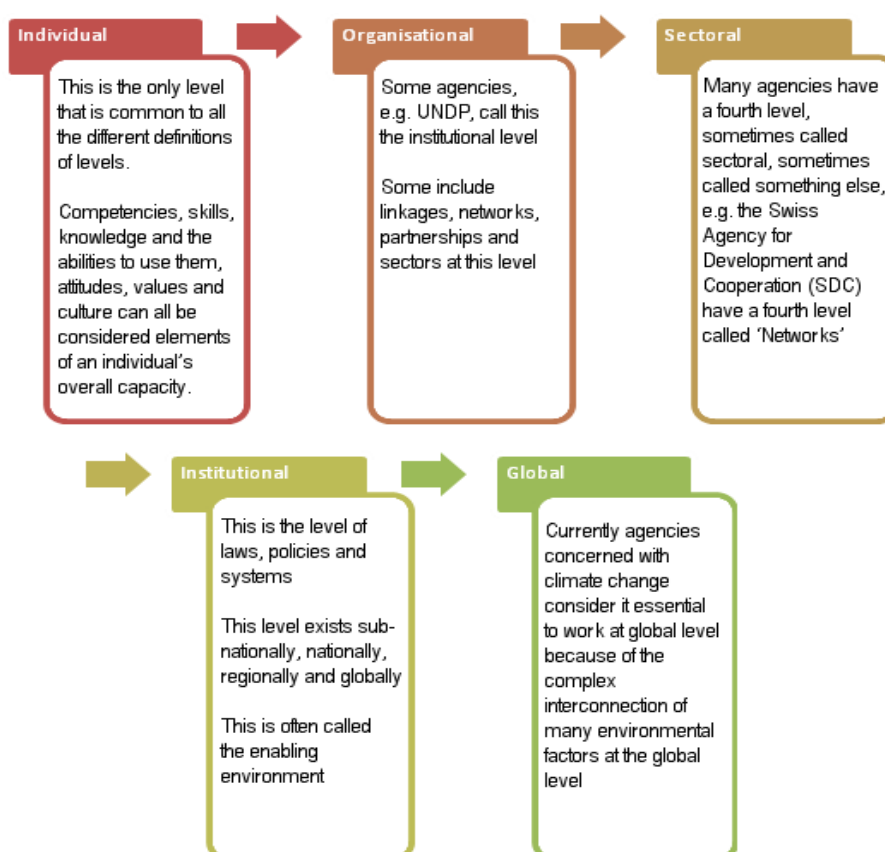 Individual
This is the only level
that is common to all
the different definitions
of levels.
Competencies, skills,
knowledge and the
abilities to use them,
attitudes, values and
culture can all be
considered elements
of an individual's
overall capacity.
Organisational
Some agencies,
e.g. UNDP, call this
the institutional level
Some include
linkages, networks,
partnerships and
sectors at this level
Sectoral
Many agencies have
a fourth level,
sometimes called
sectoral, sometimes
called something else,
e.g. the Swiss
Agency for
Development and
Cooperation (SDC)
have a fourth level
called ‘Networks’
Institutional
This is the level of
laws, policies and
systems
This level exists sub-
nationally, nationally,
regionally and globally
This is often called
the enabling
environment
Global
Currently agencies
concerned with
climate change
consider it essential
to work at global level
because of the
complex
interconnection of
many environmental
factors at the global
level